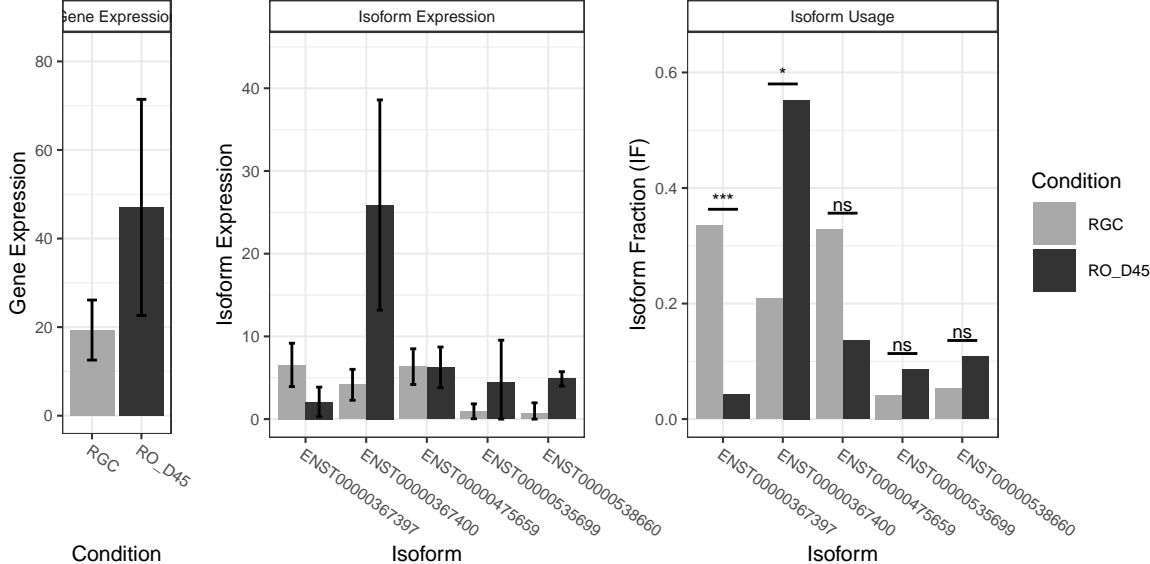 Gene Expression
Isoform Expression
Isoform Usage
Gene Expression
80
60
40
20
0
RGC
RO_D45
Condition
Isoform Expression
40
30
20
10
0
ENST00000367397
ENST00000367400
ENST00000475659
ENST00000535699
ENST00000538660
Isoform
Isoform Fraction (IF)
0.6
0.4
0.2
0.0
***
*
ns
ns
ns
ENST00000367397
ENST00000367400
ENST00000475659
ENST00000535699
ENST00000538660
Isoform
Condition
RGC
RO_D45